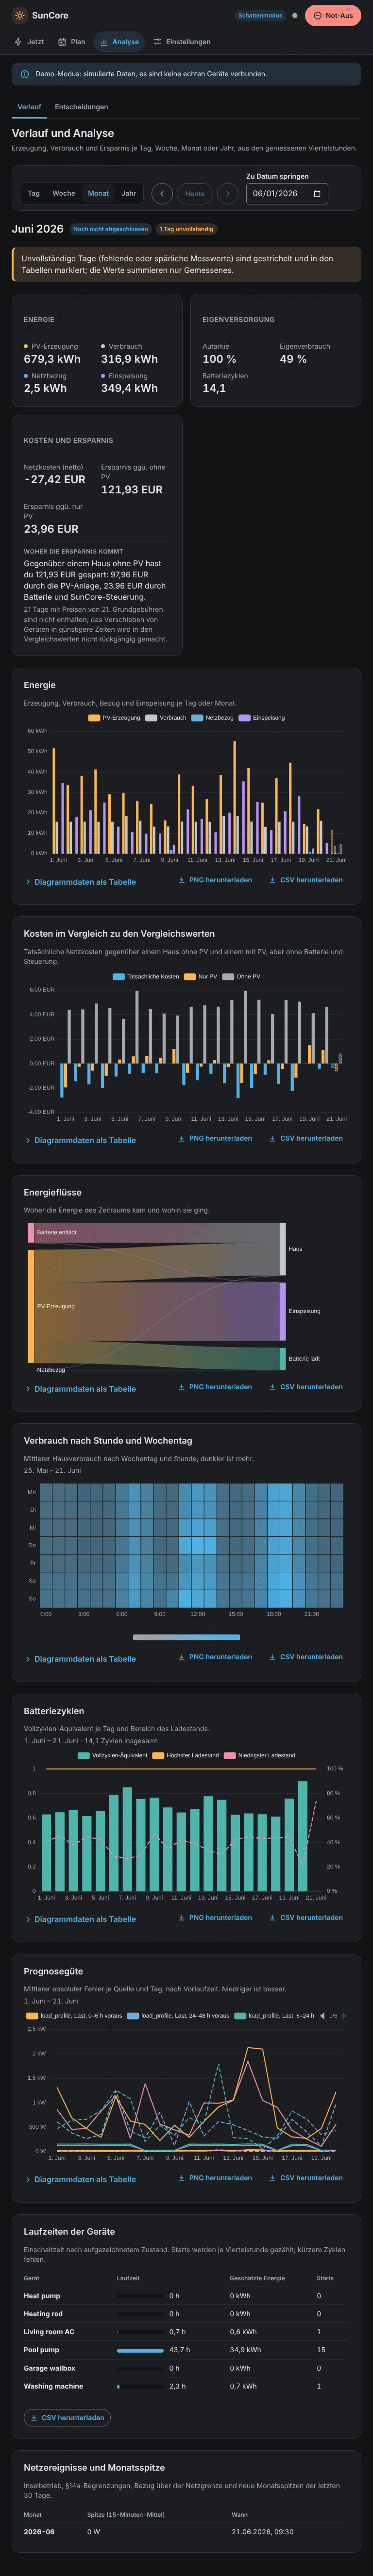 SunCore
Schattenmodus
Not-Aus
Jetzt
Plan
Analyse
Einstellungen
Demo-Modus: simulierte Daten, es sind keine echten Geräte verbunden.
Verlauf
Entscheidungen
Verlauf und Analyse
Erzeugung, Verbrauch und Ersparnis je Tag, Woche, Monat oder Jahr, aus den gemessenen Viertelstunden.
Zu Datum springen
Tag
Woche
Monat
Jahr
Heute
06/01/2026
Juni 2026
Noch nicht abgeschlossen
1 Tag unvollständig
Unvollständige Tage (fehlende oder spärliche Messwerte) sind gestrichelt und in den
Tabellen markiert; die Werte summieren nur Gemessenes.
ENERGIE
PV-Erzeugung
679,3 kWh
Verbrauch
316,9 kWh
Netzbezug
2,5 kWh
Einspeisung
349,4 kWh
EIGENVERSORGUNG
Autarkie
100 %
Eigenverbrauch
49 %
Batteriezyklen
14,1
KOSTEN UND ERSPARNIS
Netzkosten (netto)
-27,42 EUR
Ersparnis ggü. ohne
PV
121,93 EUR
Ersparnis ggü. nur
PV
23,96 EUR
WOHER DIE ERSPARNIS KOMMT
Gegenüber einem Haus ohne PV hast
du 121,93 EUR gespart: 97,96 EUR
durch die PV-Anlage, 23,96 EUR durch
Batterie und SunCore-Steuerung.
21 Tage mit Preisen von 21. Grundgebühren
sind nicht enthalten; das Verschieben von
Geräten in günstigere Zeiten wird in den
Vergleichswerten nicht rückgängig gemacht.
Energie
Erzeugung, Verbrauch, Bezug und Einspeisung je Tag oder Monat.
PV-Erzeugung
Verbrauch
Netzbezug
Einspeisung
60 kWh
50 kWh
40 kWh
30 kWh
20 kWh
10 kWh
0 kWh
1. Juni 3. Juni 5. Juni 7. Juni 9. Juni 11. Juni 13. Juni 15. Juni 17. Juni 19. Juni 21. Juni
Diagrammdaten als Tabelle
PNG herunterladen
CSV herunterladen
Kosten im Vergleich zu den Vergleichswerten
Tatsächliche Netzkosten gegenüber einem Haus ohne PV und einem mit PV, aber ohne Batterie und
Steuerung.
Tatsächliche Kosten
Nur PV
Ohne PV
6,00 EUR
4,00 EUR
2,00 EUR
0,00 EUR
-2,00 EUR
-4,00 EUR
1. Juni 3. Juni 5. Juni 7. Juni 9. Juni 11. Juni 13. Juni 15. Juni 17. Juni 19. Juni 21. Juni
Diagrammdaten als Tabelle
PNG herunterladen
CSV herunterladen
Energieflüsse
Woher die Energie des Zeitraums kam und wohin sie ging.
Batterie entlädt
Haus
PV-Erzeugung
Einspeisung
Batterie lädt
Netzbezug
Diagrammdaten als Tabelle
PNG herunterladen
CSV herunterladen
Verbrauch nach Stunde und Wochentag
Mittlerer Hausverbrauch nach Wochentag und Stunde; dunkler ist mehr.
25. Mai – 21. Juni
Mo
Di
Mi
Do
Fr
Sa
So
0:00 3:00 6:00 9:00 12:00 15:00 18:00 21:00
Diagrammdaten als Tabelle
PNG herunterladen
CSV herunterladen
Batteriezyklen
Vollzyklen-Äquivalent je Tag und Bereich des Ladestands.
1. Juni – 21. Juni · 14,1 Zyklen insgesamt
Vollzyklen-Äquivalent
Höchster Ladestand
Niedrigster Ladestand
1 100 %
0,8 80 %
0,6 60 %
0,4 40 %
0,2 20 %
0 0 %
1. Juni 3. Juni 5. Juni 7. Juni 9. Juni 11. Juni 13. Juni 15. Juni 17. Juni 19. Juni 21. Juni
Diagrammdaten als Tabelle
PNG herunterladen
CSV herunterladen
Prognosegüte
Mittlerer absoluter Fehler je Quelle und Tag, nach Vorlaufzeit. Niedriger ist besser.
1. Juni – 21. Juni
load_profile, Last, 0–6 h voraus
load_profile, Last, 24–48 h voraus
load_profile, Last, 6–24 h
1/6
2,5 kW
2 kW
1,5 kW
1 kW
500 W
0 W
1. Juni 3. Juni 5. Juni 7. Juni 9. Juni 11. Juni 13. Juni 15. Juni 17. Juni 19. Juni
Diagrammdaten als Tabelle
PNG herunterladen
CSV herunterladen
Laufzeiten der Geräte
Einschaltzeit nach aufgezeichnetem Zustand. Starts werden je Viertelstunde gezählt; kürzere Zyklen
fehlen.
Gerät Laufzeit Geschätzte Energie Starts
Heat pump 0 h 0 kWh 0
Heating rod 0 h 0 kWh 0
Living room AC 0,7 h 0,6 kWh 1
Pool pump 43,7 h 34,9 kWh 15
Garage wallbox 0 h 0 kWh 0
Washing machine 2,3 h 0,7 kWh 1
CSV herunterladen
Netzereignisse und Monatsspitze
Inselbetrieb, §14a-Begrenzungen, Bezug über der Netzgrenze und neue Monatsspitzen der letzten
30 Tage.
Monat Spitze (15-Minuten-Mittel) Wann
2026-06 0 W 21.06.2026, 09:30